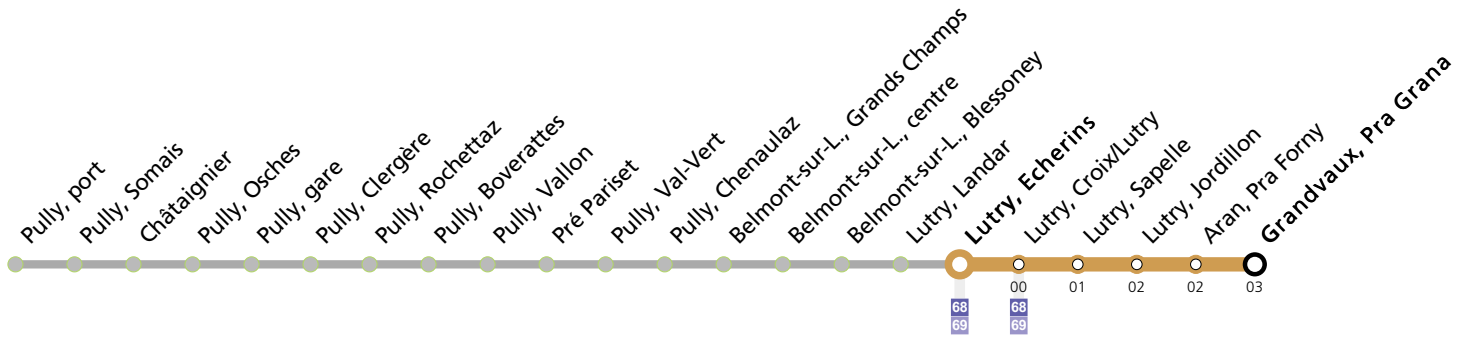 Pully, port
Pully, Somais
Châtaignier
Pully, Osches
Pully, gare
Pully, Clergère
Pully, Rochettaz
Pully, Boverattes
Pully, Vallon
Pré Pariset
Pully, Val-Vert
Pully, Chenaulaz
Belmont-sur-L., Grands Champs
Belmont-sur-L., centre
Belmont-sur-L., Blessoney
Lutry, Landar
Lutry, Echerins
Lutry, Croix/Lutry
Lutry, Sapelle
Lutry, Jordillon
Aran, Pra Forny
Grandvaux, Pra Grana
00 01 02 02 03
68 68
69 69